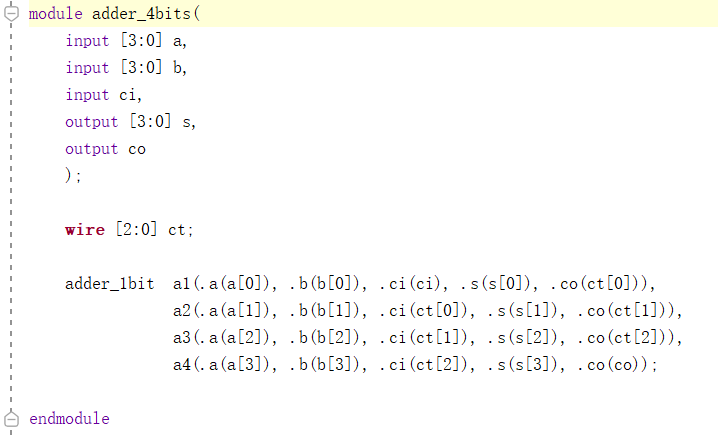 module adder_4bits(
input [3:0] a,
input [3:0] b,
input ci,
output [3:0] s,
output co
);
wire [2:0] ct;
adder_1bit a1(.a(a[0]), .b(b[0]), .ci(ci), .s(s[0]), .co(ct[0])),
a2(.a(a[1]), .b(b[1]), .ci(ct[0]), .s(s[1]), .co(ct[1])),
a3(.a(a[2]), .b(b[2]), .ci(ct[1]), .s(s[2]), .co(ct[2])),
a4(.a(a[3]), .b(b[3]), .ci(ct[2]), .s(s[3]), .co(co));
endmodule